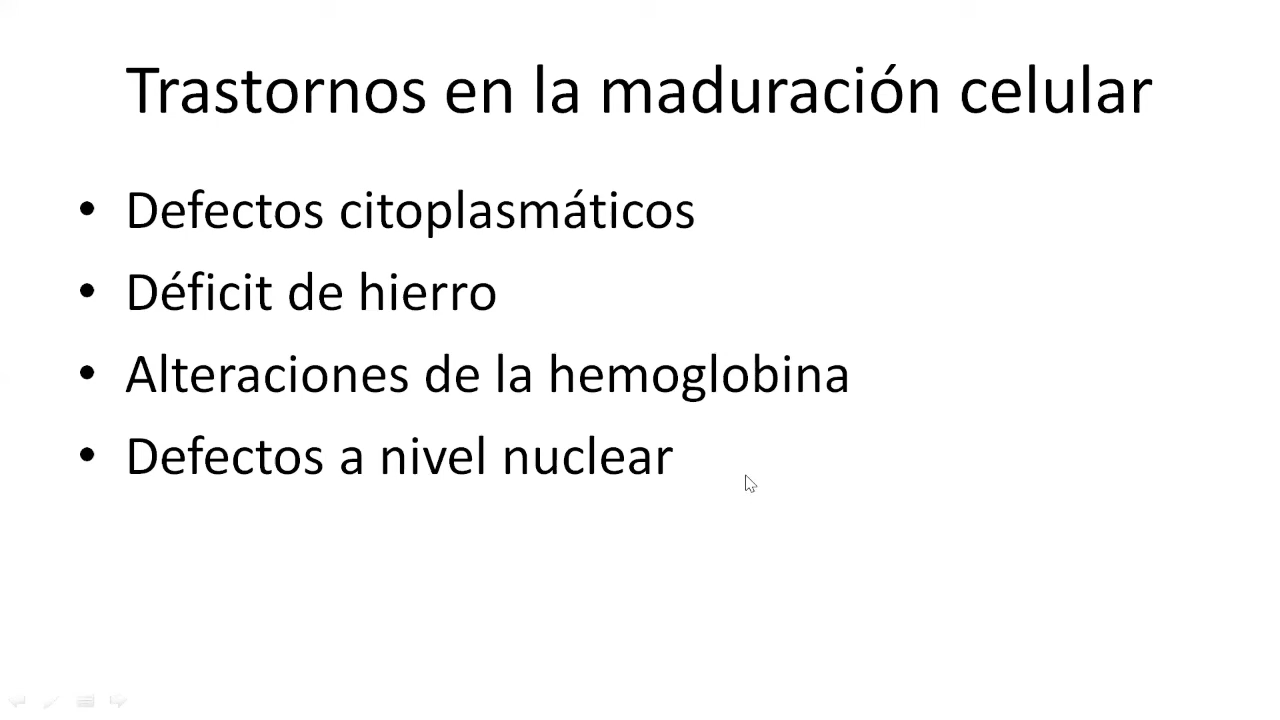 Trastornos en la maduración celular
• Defectos citoplasmáticos
• Déficit de hierro
• Alteraciones de la hemoglobina
• Defectos a nivel nuclear